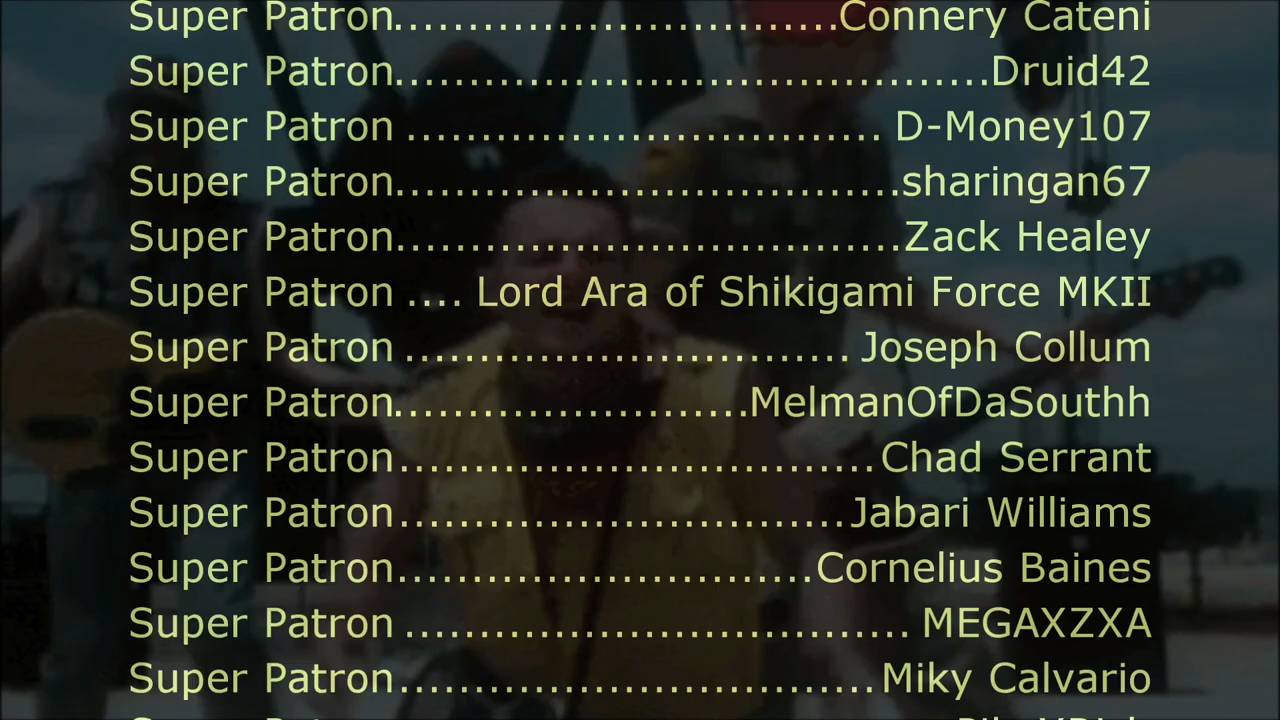 Super Patron..............................Connery Cateni
Super Patron........................................Druid42
Super Patron ................................ D-Money107
Super Patron..................................sharingan67
Super Patron..................................Zack Healey
Super Patron .... Lord Ara of Shikigami Force MKII
Super Patron .............................. Joseph Collum
Super Patron........................MelmanOfDaSouthh
Super Patron................................Chad Serrant
Super Patron..............................Jabari Williams
Super Patron............................Cornelius Baines
Super Patron .................................. MEGAXZXA
Super Patron................................Miky Calvario